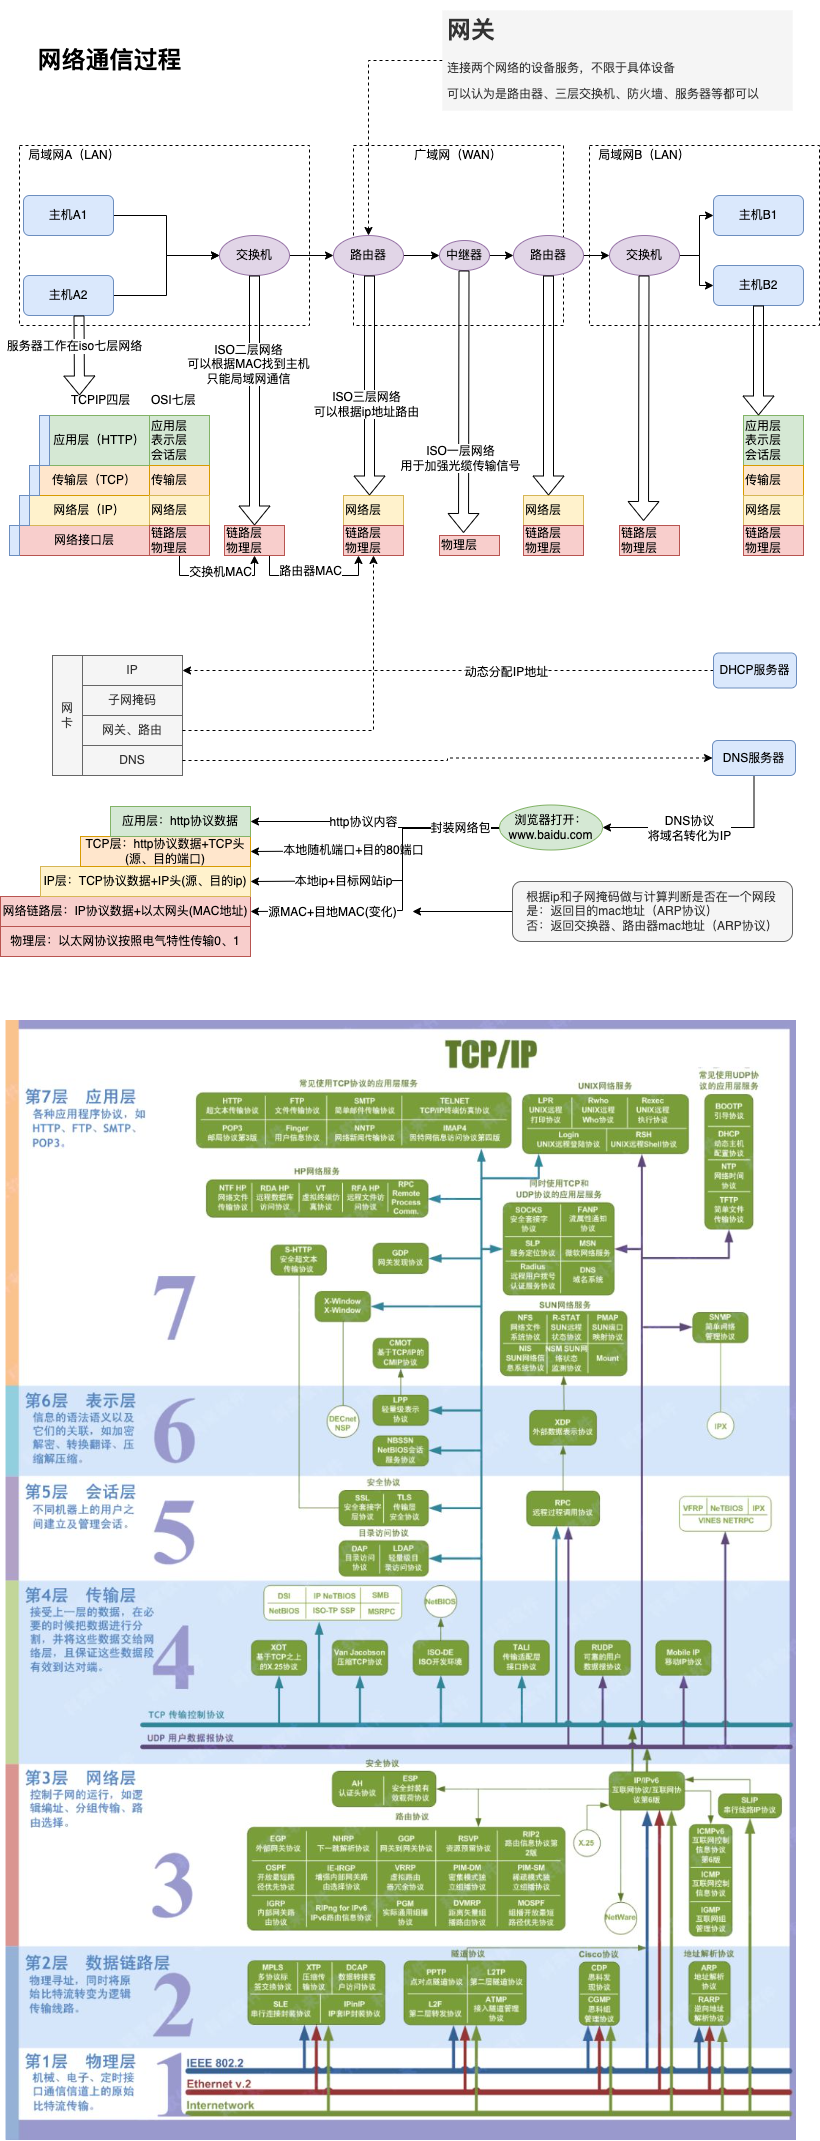 网关
网络通信过程
连接两个网络的设备服务，不限于具体设备
可以认为是路由器、三层交换机、防火墙、服务器等都可以
局域网A（LAN）
广域网（WAN）
局域网B（LAN）
主机A1
主机B1
交换机
路由器
中继器
路由器
交换机
主机A2
主机B2
服务器工作在iso七层网络
ISO二层网络
可以根据MAC找到主机
只能局域网通信
ISO三层网络
可以根据ip地址路由
ISO一层网络
用于加强光缆传输信号
TCPIP四层
OSI七层
应用层（HTTP）
应用层
表示层
会话层
传输层（TCP）
传输层
网络层（IP）
网络层
网络接口层
链路层
物理层
链路层
物理层
网络层
链路层
物理层
物理层
网络层
链路层
物理层
链路层
物理层
应用层
表示层
会话层
传输层
网络层
链路层
物理层
交换机MAC
路由器MAC
网卡
IP
子网掩码
网关、路由
DNS
动态分配IP地址
DHCP服务器
DNS服务器
应用层：http协议数据
http协议内容
封装网络包
浏览器打开：
www.baidu.com
DNS协议
将域名转化为IP
TCP层：http协议数据+TCP头
(源、目的端口)
本地随机端口+目的80端口
IP层：TCP协议数据+IP头(源、目的ip)
本地ip+目标网站ip
网络链路层：IP协议数据+以太网头(MAC地址)
源MAC+目地MAC(变化)
物理层：以太网协议按照电气特性传输0、1
根据ip和子网掩码做与计算判断是否在一个网段
是：返回目的mac地址（ARP协议）
否：返回交换器、路由器mac地址（ARP协议）
TCP/IP
第7层 应用层
各种应用程序协议，如
HTTP、FTP、SMTP、
POP3。
7
常见使用TCP协议的应用层服务
HTTP
超文本传输协议
FTP
文件传输协议
SMTP
简单邮件传输协议
TELNET
TCP/IP终端仿真协议
POP3
邮局协议第3版
Finger
用户信息协议
NNTP
网络新闻传输协议
IMAP4
因特网信息访问协议第四版
UNIX网络服务
LPR
UNIX远程
打印协议
Rwho
UNIX远程
Who协议
Rexec
UNIX远程
执行协议
Login
UNIX远程登陆协议
RSH
UNIX远程Shell协议
常见使用UDP协
议的应用层服务
BOOTP
引导协议
DHCP
动态主机
配置协议
NTP
网络时间
协议
TFTP
简单文件
传输协议
HP网络服务
NTF HP
网络文件
传输协议
RDA HP
远程数据库
访问协议
VT
虚拟终端仿
真协议
RFA HP
远程文件访
问协议
RPC
Remote
Process
Comm.
同时使用TCP和
UDP协议的应用层服务
SOCKS
安全套接字
协议
FANP
流属性通知
协议
SLP
服务定位协议
MSN
微软网络服务
Radius
远程用户拨号
认证服务协议
DNS
域名系统
S-HTTP
安全超文本
传输协议
GDP
网关发现协议
X-Window
X-Window
CMOT
基于TCP/IP的
CMIP协议
SUN网络服务
NFS
网络文件
系统协议
R-STAT
SUN远程
状态协议
PMAP
SUN端口
映射协议
NIS
SUN网络信
息系统协议
NSM SUN网
络状态
监测协议
Mount
SNMP
简单网络
管理协议
第6层 表示层
信息的语法语义以及
它们的关联，如加密
解密、转换翻译、压
缩解压缩。
6
DECnet
NSP
LPP
轻量级表示
协议
NBSSN
NetBIOS会话
服务协议
XDP
外部数据表示协议
IPX
第5层 会话层
不同机器上的用户之
间建立及管理会话。
5
安全协议
SSL
安全套接字
层协议
TLS
传输层
安全协议
目录访问协议
DAP
目录访问
协议
LDAP
轻量级目
录访问协议
RPC
远程过程调用协议
VFRP
NeTBIOS
IPX
VINES NETRPC
第4层 传输层
接受上一层的数据，在必
要的时候把数据进行分
割，并将这些数据交给网
络层，且保证这些数据段
有效到达对端。
4
DSI
IP NeTBIOS
SMB
NetBIOS
ISO-TP SSP
MSRPC
NetBIOS
XOT
基于TCP之上
的X.25协议
Van Jacobson
压缩TCP协议
ISO-DE
ISO开发环境
TALI
传输适配层
接口协议
RUDP
可靠的用户
数据报协议
Mobile IP
移动IP协议
TCP 传输控制协议
UDP 用户数据报协议
第3层 网络层
控制子网的运行，如逻
辑编址、分组传输、路
由选择。
3
安全协议
AH
认证头协议
ESP
安全封装有
效载荷协议
IP/IPv6
互联网协议/互联网协
议第6版
SLIP
串行线路IP协议
路由协议
EGP
外部网关协议
NHRP
下一跳解析协议
GGP
网关到网关协议
RSVP
资源预留协议
RIP2
路由信息协议第
2版
OSPF
开放最短路
径优先协议
IE-IRGP
增强内部网关路
由选择协议
VRRP
虚拟路由
器冗余协议
PIM-DM
密集模式独
立组播协议
PIM-SM
稀疏模式独
立组播协议
IGRP
内部网关路
由协议
RIPng for IPv6
IPv6路由信息协议
PGM
实际通用组播
协议
DVMRP
距离矢量组
播路由协议
MOSPF
组播开放最短
路径优先协议
X.25
NetWare
ICMPv6
互联网控制
信息协议
第6版
ICMP
互联网控制
信息协议
IGMP
互联网组
管理协议
第2层 数据链路层
物理寻址，同时将原
始比特流转变为逻辑
传输线路。
2
MPLS
多协议标
签交换协议
XTP
压缩传
输协议
DCAP
数据转接客
户访问协议
SLE
串行连接封装协议
IPinIP
IP套IP封装协议
隧道协议
PPTP
点对点隧道协议
L2TP
第二层隧道协议
L2F
第二层转发协议
ATMP
接入隧道管理
协议
Cisco协议
CDP
思科发
现协议
CGMP
思科组
管理协议
地址解析协议
ARP
地址解析
协议
RARP
逆向地址
解析协议
第1层 物理层
机械、电子、定时接
口通信信道上的原始
比特流传输。
1
IEEE 802.2
Ethernet v.2
Internetwork